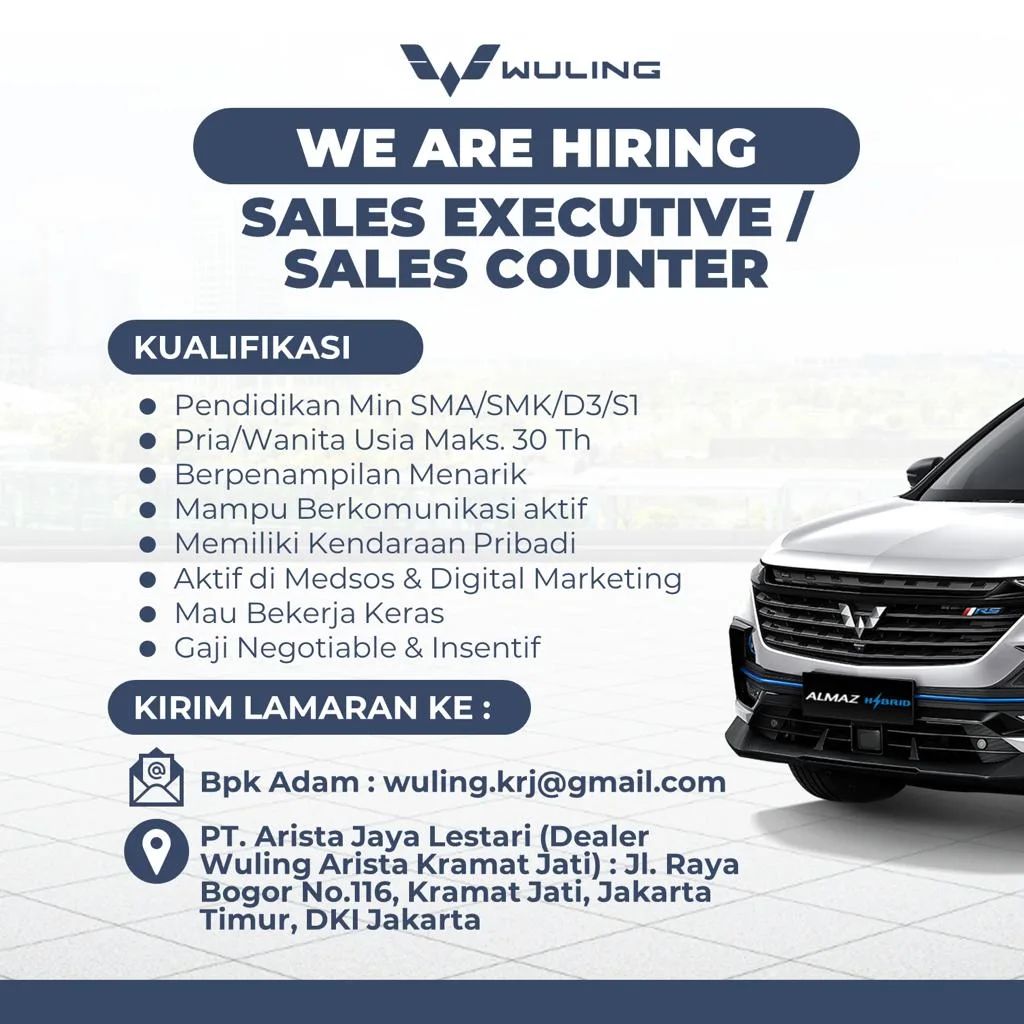 WULING
WE ARE HIRING
SALES EXECUTIVE /
SALES COUNTER
KUALIFIKASI
Pendidikan Min SMA/SMK/D3/S1
Pria/Wanita Usia Maks. 30 Th
Berpenampilan Menarik
Mampu Berkomunikasi aktif
Memiliki Kendaraan Pribadi
Aktif di Medsos & Digital Marketing
Mau Bekerja Keras
Gaji Negotiable & Insentif
RS
ALMAZ HYBRID
KIRIM LAMARAN KE :
Bpk Adam : wuling.krj@gmail.com
PT. Arista Jaya Lestari (Dealer
Wuling Arista Kramat Jati) : Jl. Raya
Bogor No.116, Kramat Jati, Jakarta
Timur, DKI Jakarta